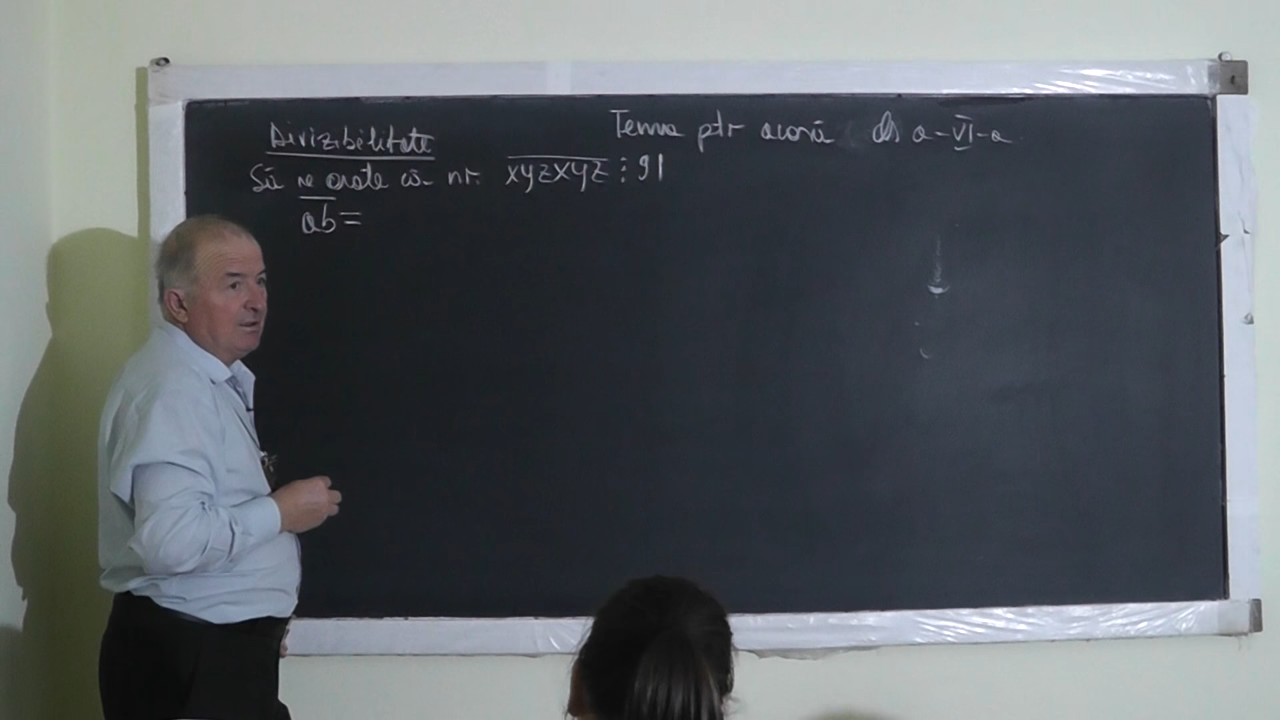 Tema ptr acasă cls a-VI-a
Divizibilitate
Să se arate că nr. xyzxyz ⋮ 91
ab =